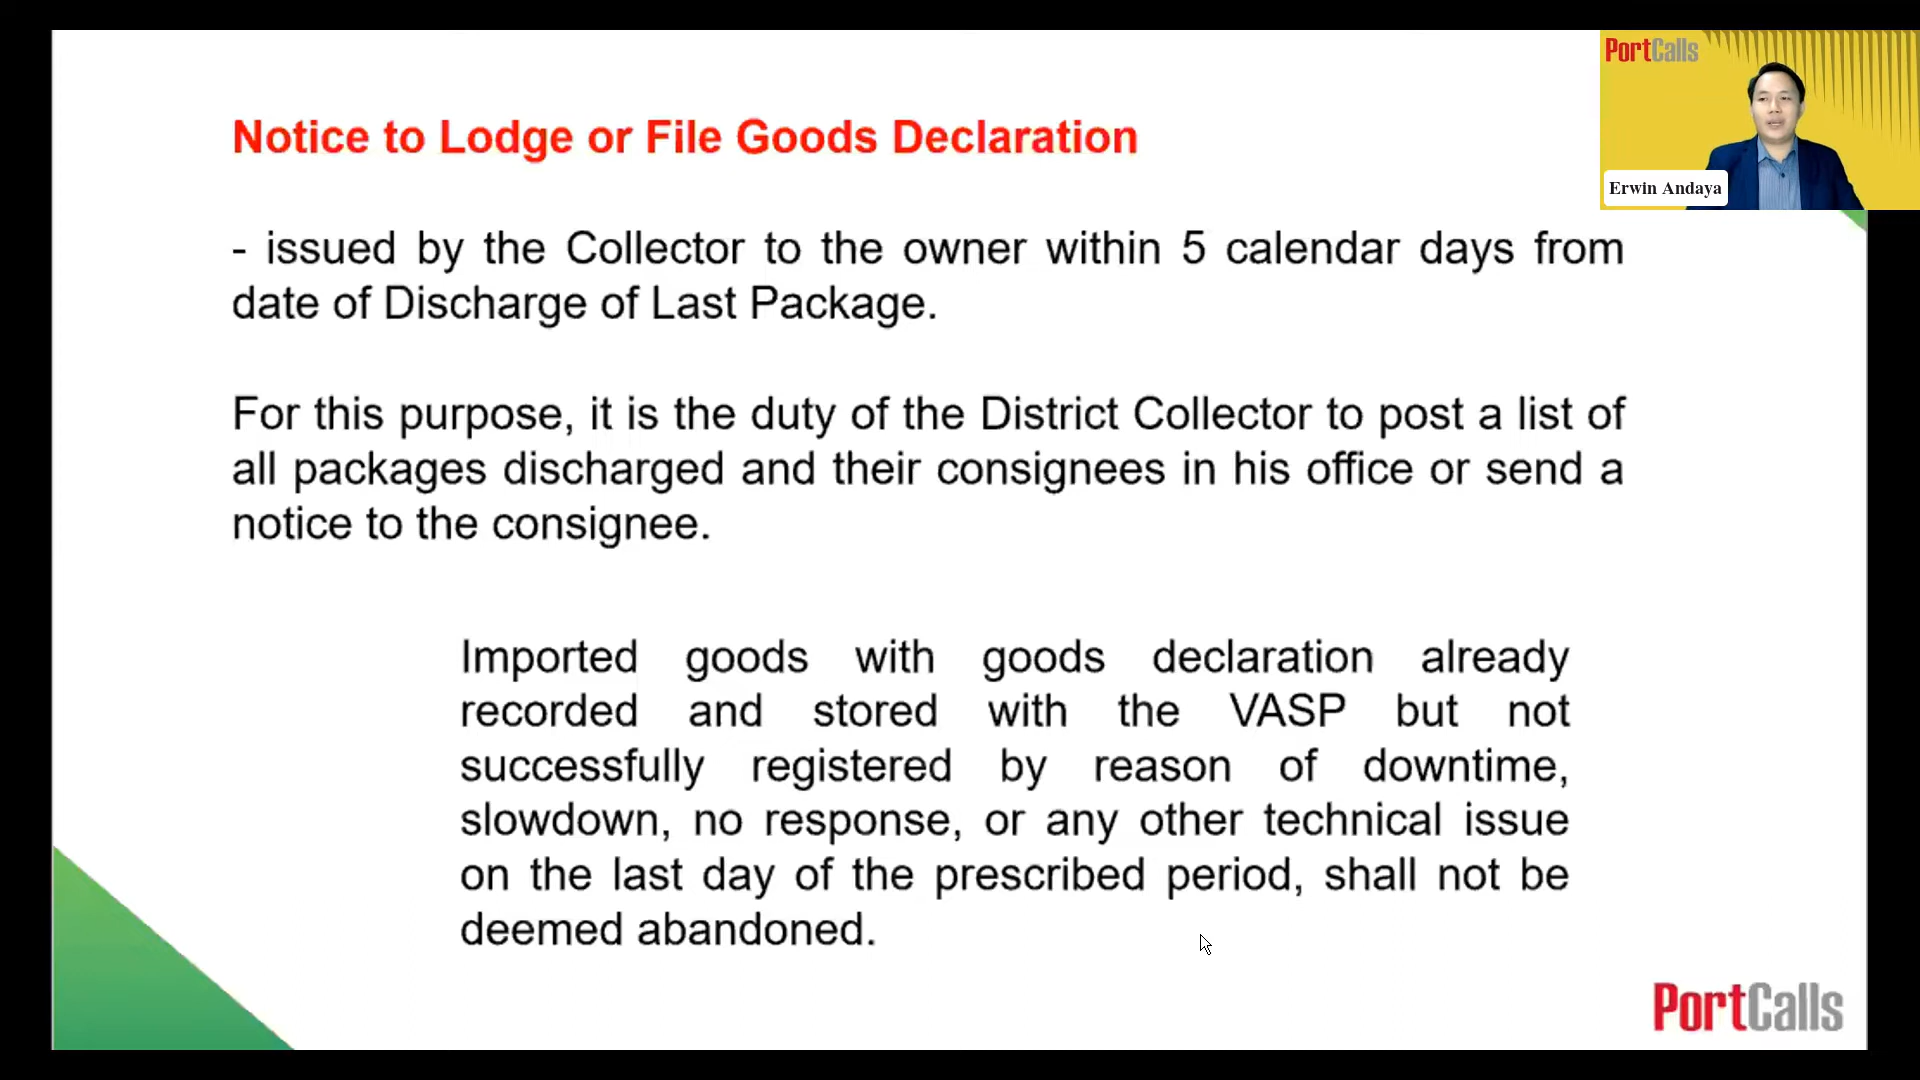 PortCalls
Erwin Andaya
Notice to Lodge or File Goods Declaration
- issued by the Collector to the owner within 5 calendar days from
date of Discharge of Last Package.
For this purpose, it is the duty of the District Collector to post a list of
all packages discharged and their consignees in his office or send a
notice to the consignee.
Imported goods with goods declaration already
recorded and stored with the VASP but not
successfully registered by reason of downtime,
slowdown, no response, or any other technical issue
on the last day of the prescribed period, shall not be
deemed abandoned.
PortCalls